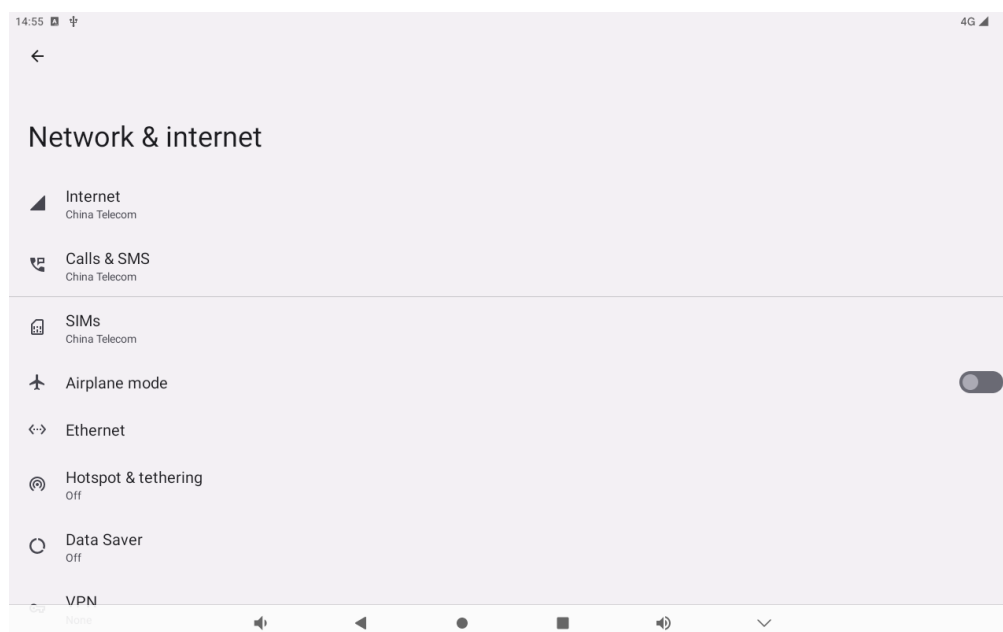 14:55
4G
Network & internet
Internet
China Telecom
Calls & SMS
China Telecom
SIMs
China Telecom
Airplane mode
Ethernet
Hotspot & tethering
Off
Data Saver
Off
VPN
None